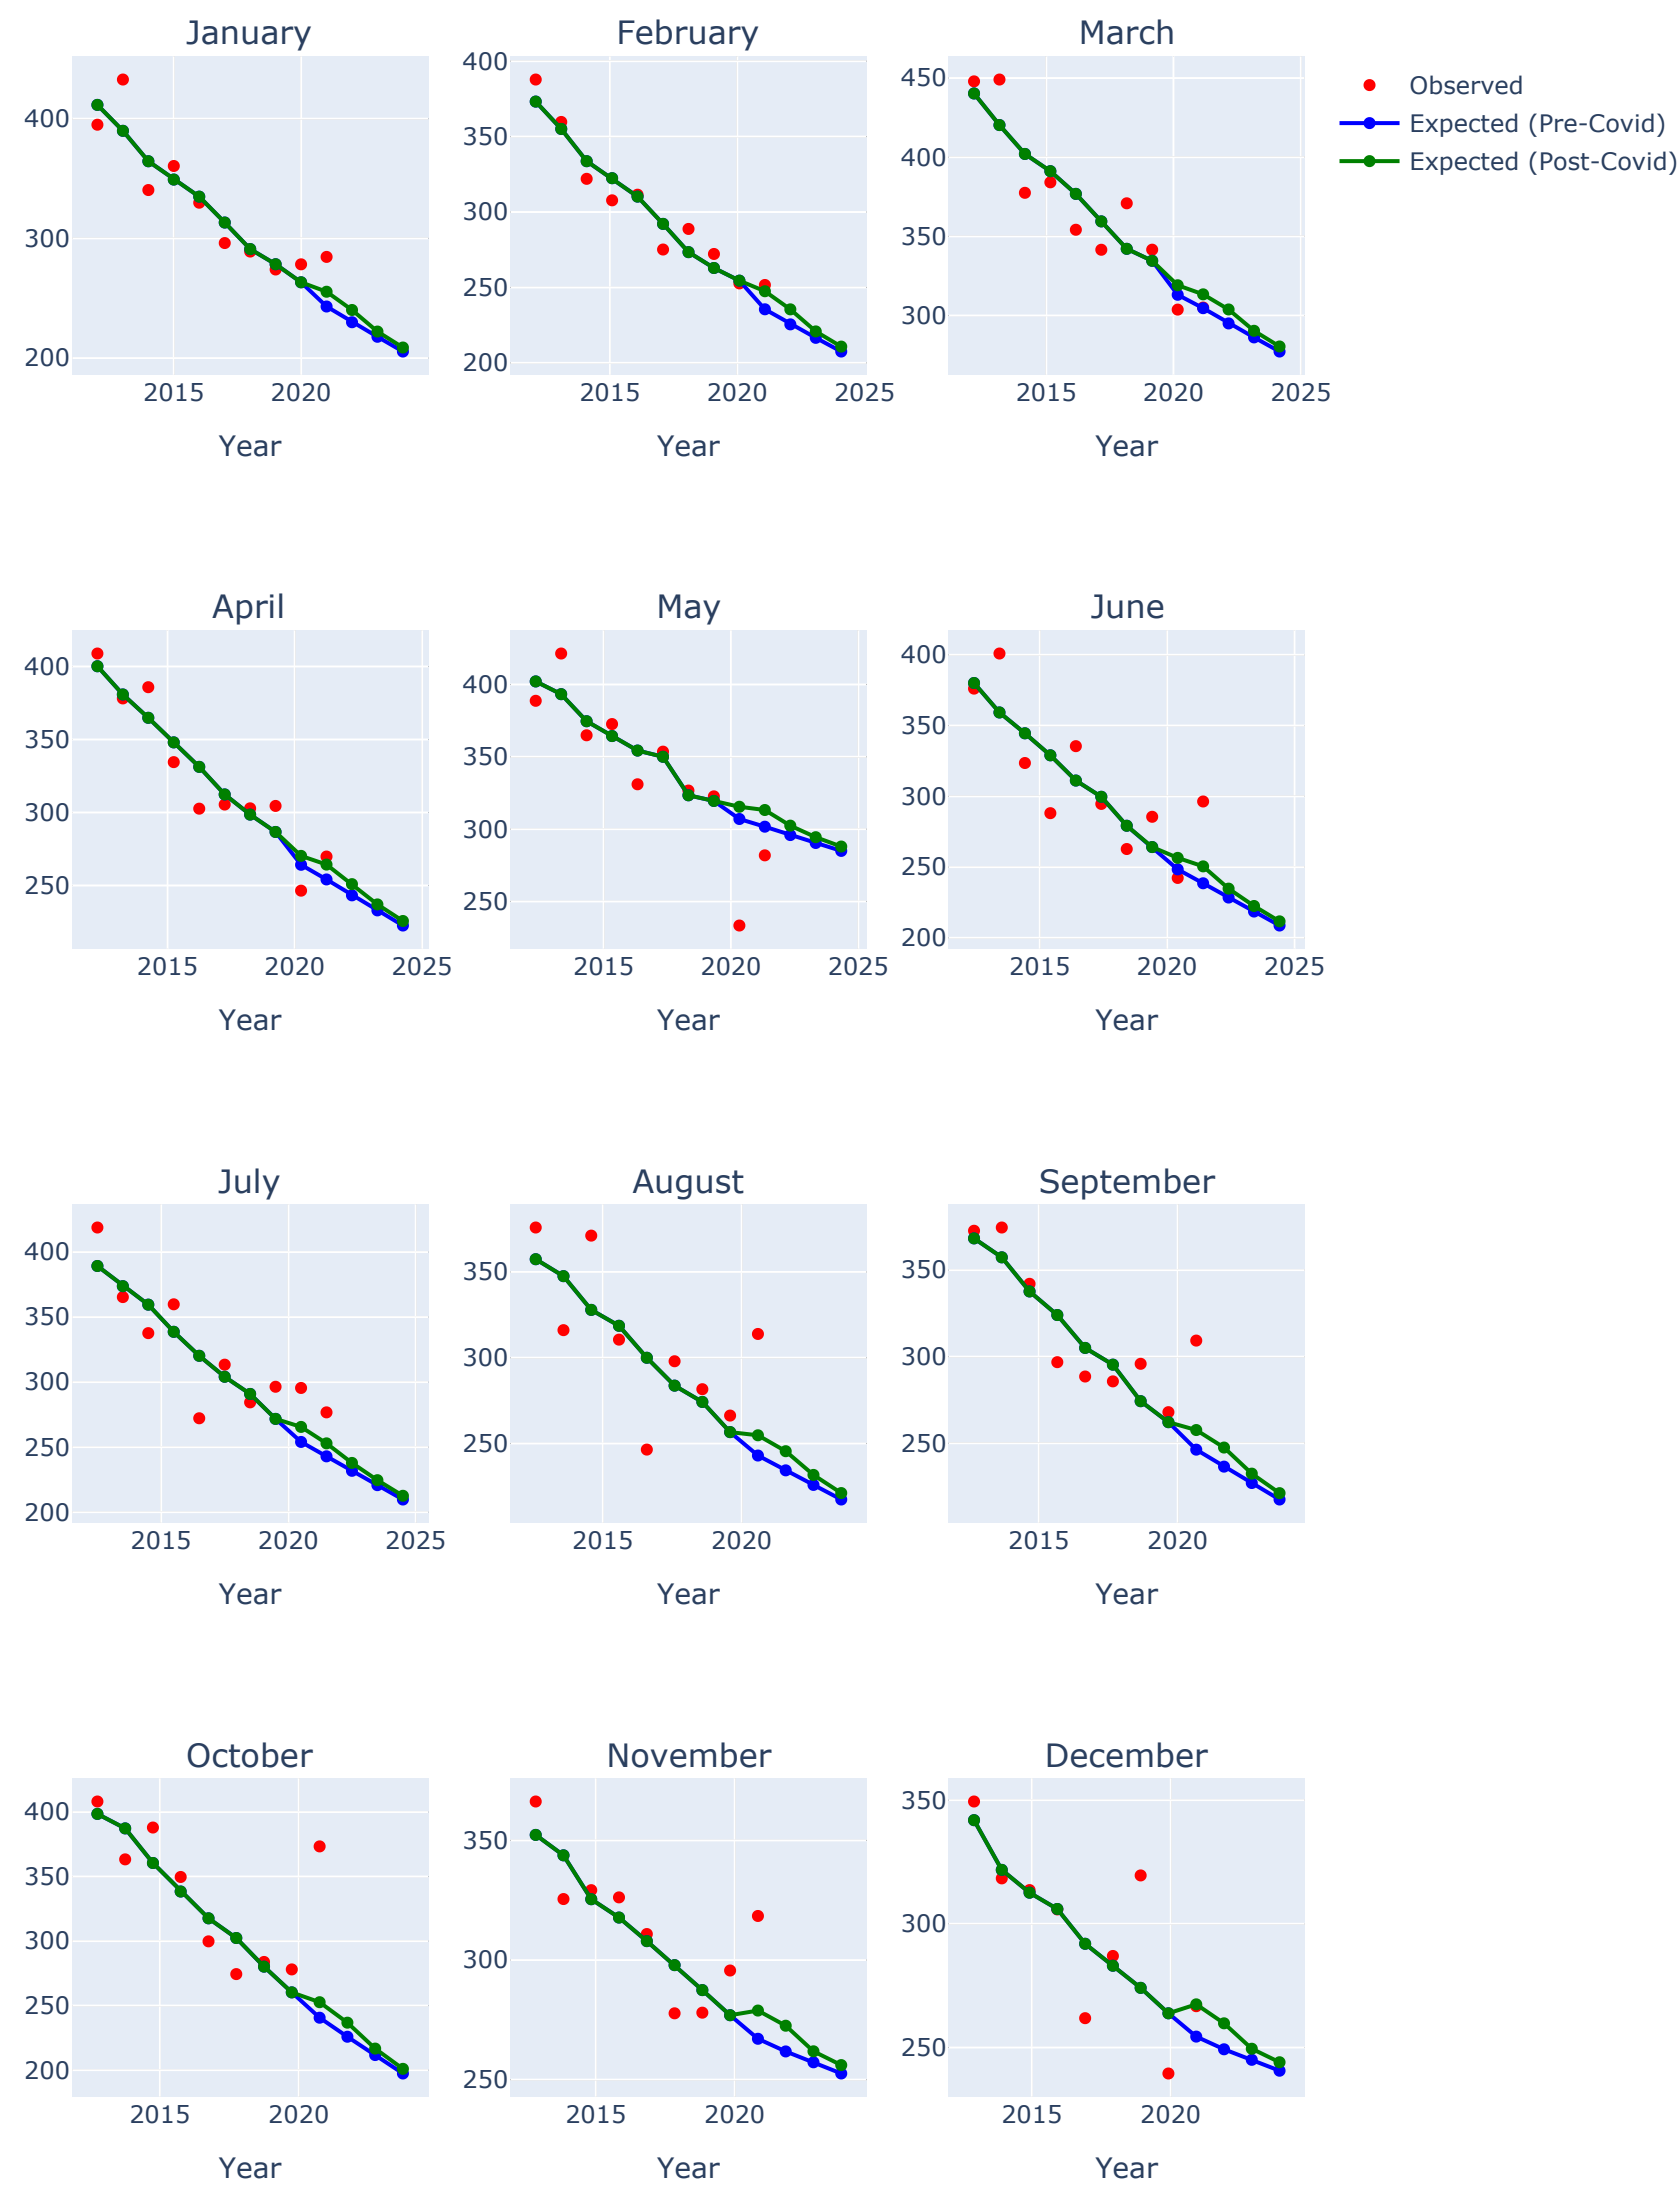 January
February
March
Observed
Expected (Pre-Covid)
Expected (Post-Covid)
400
300
200
2015
2020
Year
400
350
300
250
200
2015
2020
2025
Year
450
400
350
300
2015
2020
2025
Year
April
May
June
400
350
300
250
2015
2020
2025
Year
400
350
300
250
2015
2020
2025
Year
400
350
300
250
200
2015
2020
2025
Year
July
August
September
400
350
300
250
200
2015
2020
2025
Year
350
300
250
2015
2020
Year
350
300
250
2015
2020
Year
October
November
December
400
350
300
250
200
2015
2020
Year
350
300
250
2015
2020
Year
350
300
250
2015
2020
Year